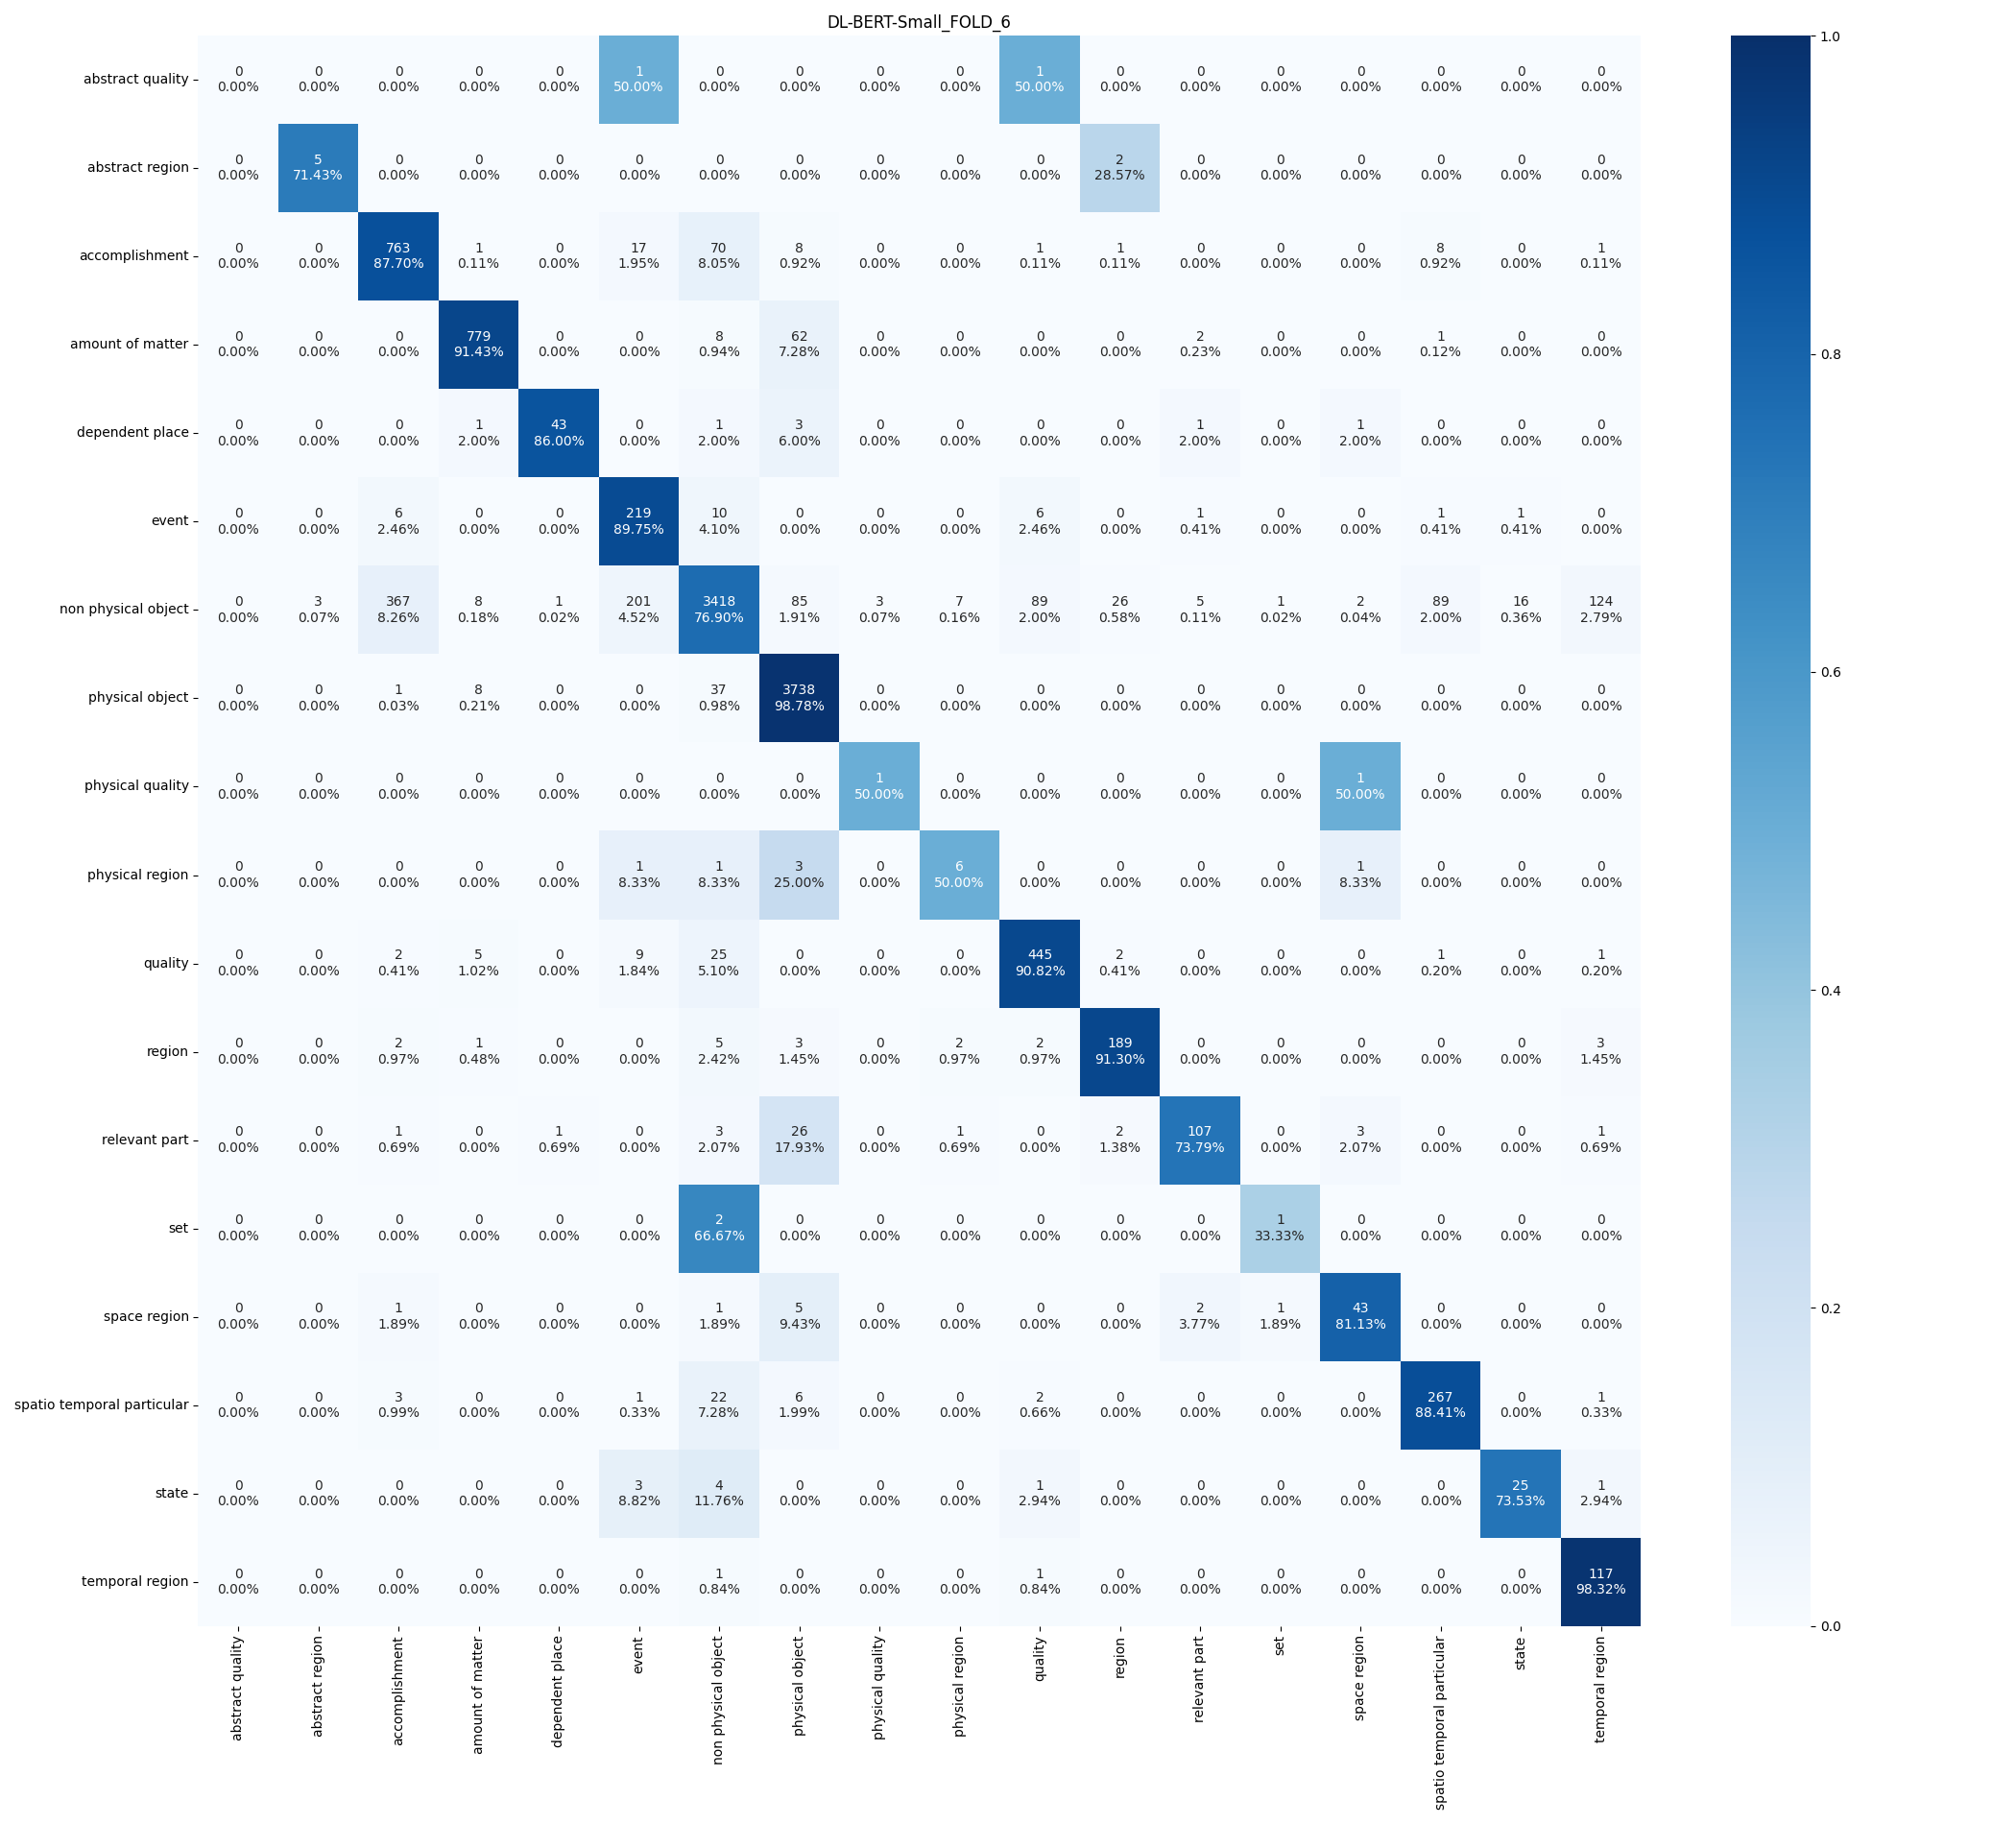 DL-BERT-Small_FOLD_6
abstract quality 0 0 0 0 0 1 0 0 0 0 1 0 0 0 0 0 0 0
0.00% 0.00% 0.00% 0.00% 0.00% 50.00% 0.00% 0.00% 0.00% 0.00% 50.00% 0.00% 0.00% 0.00% 0.00% 0.00% 0.00% 0.00%
abstract region 0 5 0 0 0 0 0 0 0 0 0 2 0 0 0 0 0 0
0.00% 71.43% 0.00% 0.00% 0.00% 0.00% 0.00% 0.00% 0.00% 0.00% 0.00% 28.57% 0.00% 0.00% 0.00% 0.00% 0.00% 0.00%
accomplishment 0 0 763 1 0 17 70 8 0 0 1 1 0 0 0 8 0 1
0.00% 0.00% 87.70% 0.11% 0.00% 1.95% 8.05% 0.92% 0.00% 0.00% 0.11% 0.11% 0.00% 0.00% 0.00% 0.92% 0.00% 0.11%
amount of matter 0 0 0 779 0 0 8 62 0 0 0 0 2 0 0 1 0 0
0.00% 0.00% 0.00% 91.43% 0.00% 0.00% 0.94% 7.28% 0.00% 0.00% 0.00% 0.00% 0.23% 0.00% 0.00% 0.12% 0.00% 0.00%
dependent place 0 0 0 1 43 0 1 3 0 0 0 0 1 0 1 0 0 0
0.00% 0.00% 0.00% 2.00% 86.00% 0.00% 2.00% 6.00% 0.00% 0.00% 0.00% 0.00% 2.00% 0.00% 2.00% 0.00% 0.00% 0.00%
event 0 0 6 0 0 219 10 0 0 0 6 0 1 0 0 1 1 0
0.00% 0.00% 2.46% 0.00% 0.00% 89.75% 4.10% 0.00% 0.00% 0.00% 2.46% 0.00% 0.41% 0.00% 0.00% 0.41% 0.41% 0.00%
non physical object 0 3 367 8 1 201 3418 85 3 7 89 26 5 1 2 89 16 124
0.00% 0.07% 8.26% 0.18% 0.02% 4.52% 76.90% 1.91% 0.07% 0.16% 2.00% 0.58% 0.11% 0.02% 0.04% 2.00% 0.36% 2.79%
physical object 0 0 1 8 0 0 37 3738 0 0 0 0 0 0 0 0 0 0
0.00% 0.00% 0.03% 0.21% 0.00% 0.00% 0.98% 98.78% 0.00% 0.00% 0.00% 0.00% 0.00% 0.00% 0.00% 0.00% 0.00% 0.00%
physical quality 0 0 0 0 0 0 0 0 1 0 0 0 0 0 1 0 0 0
0.00% 0.00% 0.00% 0.00% 0.00% 0.00% 0.00% 0.00% 50.00% 0.00% 0.00% 0.00% 0.00% 0.00% 50.00% 0.00% 0.00% 0.00%
physical region 0 0 0 0 0 1 1 3 0 6 0 0 0 0 1 0 0 0
0.00% 0.00% 0.00% 0.00% 0.00% 8.33% 8.33% 25.00% 0.00% 50.00% 0.00% 0.00% 0.00% 0.00% 8.33% 0.00% 0.00% 0.00%
quality 0 0 2 5 0 9 25 0 0 0 445 2 0 0 0 1 0 1
0.00% 0.00% 0.41% 1.02% 0.00% 1.84% 5.10% 0.00% 0.00% 0.00% 90.82% 0.41% 0.00% 0.00% 0.00% 0.20% 0.00% 0.20%
region 0 0 2 1 0 0 5 3 0 2 2 189 0 0 0 0 0 3
0.00% 0.00% 0.97% 0.48% 0.00% 0.00% 2.42% 1.45% 0.00% 0.97% 0.97% 91.30% 0.00% 0.00% 0.00% 0.00% 0.00% 1.45%
relevant part 0 0 1 0 1 0 3 26 0 1 0 2 107 0 3 0 0 1
0.00% 0.00% 0.69% 0.00% 0.69% 0.00% 2.07% 17.93% 0.00% 0.69% 0.00% 1.38% 73.79% 0.00% 2.07% 0.00% 0.00% 0.69%
set 0 0 0 0 0 0 2 0 0 0 0 0 0 1 0 0 0 0
0.00% 0.00% 0.00% 0.00% 0.00% 0.00% 66.67% 0.00% 0.00% 0.00% 0.00% 0.00% 0.00% 33.33% 0.00% 0.00% 0.00% 0.00%
space region 0 0 1 0 0 0 1 5 0 0 0 0 2 1 43 0 0 0
0.00% 0.00% 1.89% 0.00% 0.00% 0.00% 1.89% 9.43% 0.00% 0.00% 0.00% 0.00% 3.77% 1.89% 81.13% 0.00% 0.00% 0.00%
spatio temporal particular 0 0 3 0 0 1 22 6 0 0 2 0 0 0 0 267 0 1
0.00% 0.00% 0.99% 0.00% 0.00% 0.33% 7.28% 1.99% 0.00% 0.00% 0.66% 0.00% 0.00% 0.00% 0.00% 88.41% 0.00% 0.33%
state 0 0 0 0 0 3 4 0 0 0 1 0 0 0 0 0 25 1
0.00% 0.00% 0.00% 0.00% 0.00% 8.82% 11.76% 0.00% 0.00% 0.00% 2.94% 0.00% 0.00% 0.00% 0.00% 0.00% 73.53% 2.94%
temporal region 0 0 0 0 0 0 1 0 0 0 1 0 0 0 0 0 0 117
0.00% 0.00% 0.00% 0.00% 0.00% 0.00% 0.84% 0.00% 0.00% 0.00% 0.84% 0.00% 0.00% 0.00% 0.00% 0.00% 0.00% 98.32%
abstract quality
abstract region
accomplishment
amount of matter
dependent place
event
non physical object
physical object
physical quality
physical region
quality
region
relevant part
set
space region
spatio temporal particular
state
temporal region
1.0
0.8
0.6
0.4
0.2
0.0